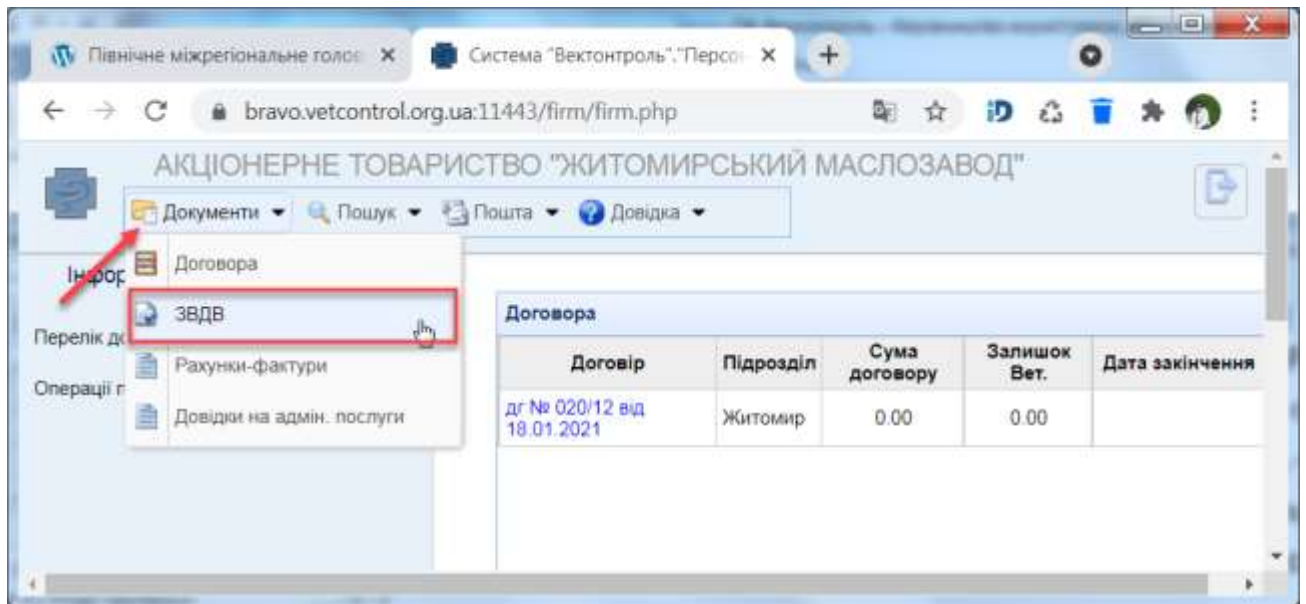 Північне міжрегіональне голо
Система "Вектонтроль"."Персо
bravo.vetcontrol.org.ua:11443/firm/firm.php
АКЦІОНЕРНЕ ТОВАРИСТВО "ЖИТОМИРСЬКИЙ МАСЛОЗАВОД"
Документи Пошук Пошта Довідка
Інфор
Перелік до
Операції п
Договора
ЗВДВ
Рахунки-фактури
Довідки на адмін. послуги
Договора
Договір Підрозділ Сума договору Залишок Вет. Дата закінчення
дг № 020/12 від
18.01.2021
Житомир 0.00 0.00